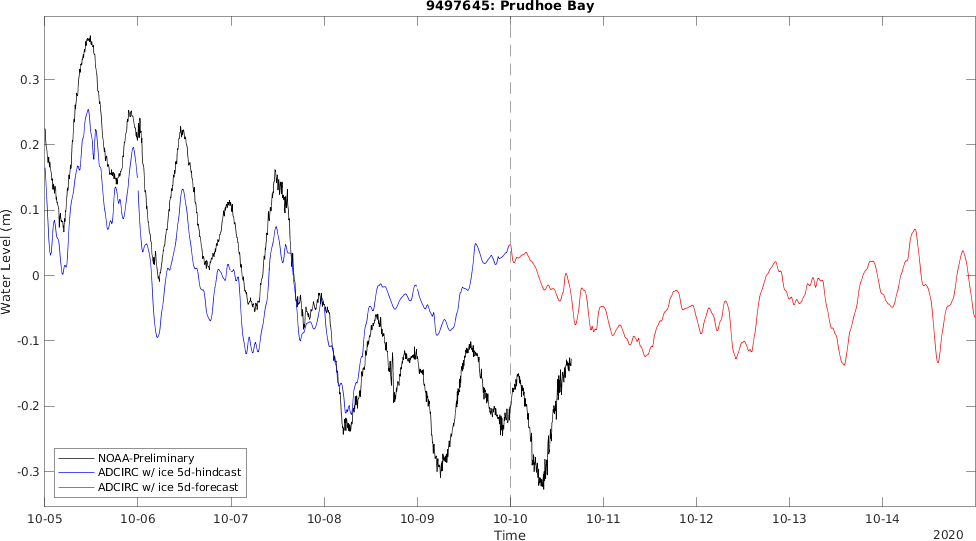 9497645: Prudhoe Bay
Water Level (m)
0.3
0.2
0.1
0
-0.1
-0.2
-0.3
NOAA-Preliminary
ADCIRC w/ ice 5d-hindcast
ADCIRC w/ ice 5d-forecast
10-05 10-06 10-07 10-08 10-09 10-10 10-11 10-12 10-13 10-14
Time
2020